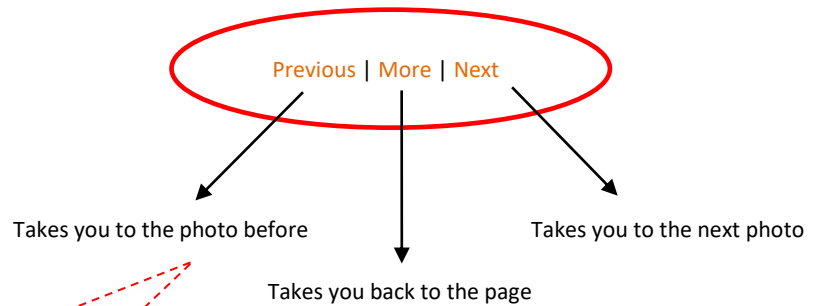 Previous | More | Next
Takes you to the photo before
Takes you to the next photo
Takes you back to the page